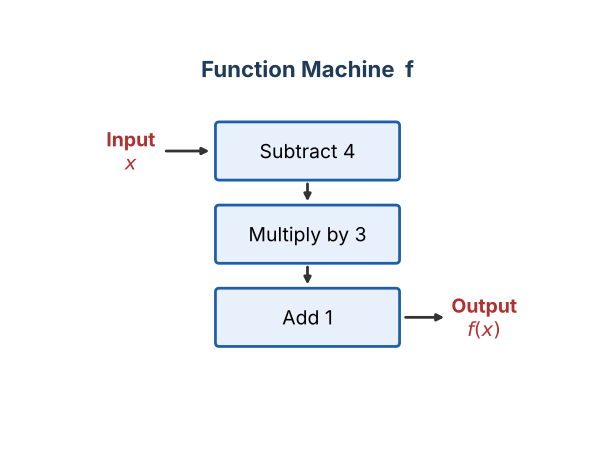 Function Machine f
Input
x
Subtract 4
Multiply by 3
Add 1
Output
f(x)